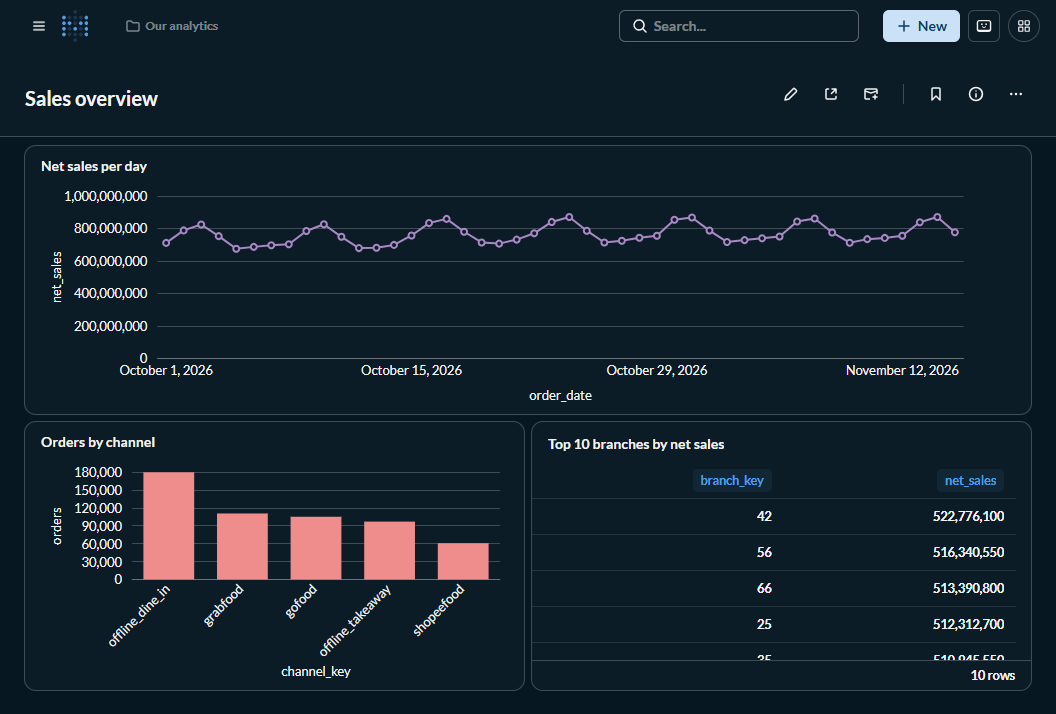 Our analytics
Search...
+ New
Sales overview
Net sales per day
1,000,000,000
800,000,000
600,000,000
400,000,000
200,000,000
0
net_sales
October 1, 2026
October 15, 2026
October 29, 2026
November 12, 2026
order_date
Orders by channel
180,000
150,000
120,000
90,000
60,000
30,000
0
orders
offline_dine_in
grabfood
gofood
offline_takeaway
shopeefood
channel_key
Top 10 branches by net sales
branch_key net_sales
42 522,776,100
56 516,340,550
66 513,390,800
25 512,312,700
10 rows